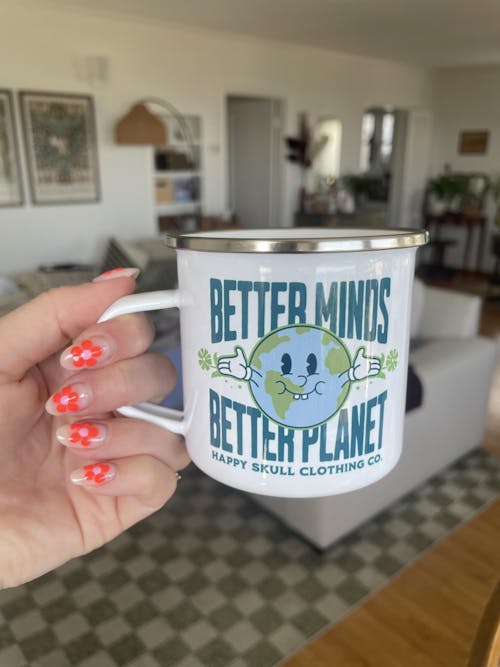 BETTER MINDS
BETTER PLANET
HAPPY SKULL CLOTHING CO.